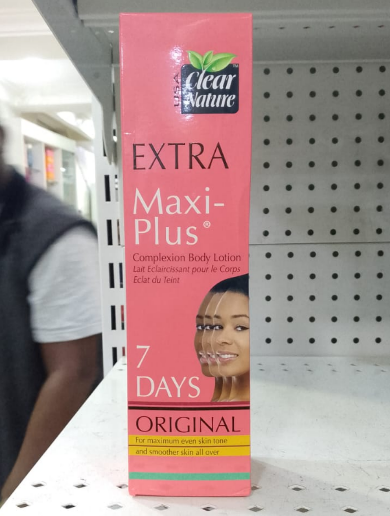 USA
Clear
Nature
EXTRA
Maxi-
Plus®
Complexion Body Lotion
Lait Eclaircissant pour le Corps
Eclat du Teint
7
DAYS
ORIGINAL
For maximum even skin tone
and smoother skin all over